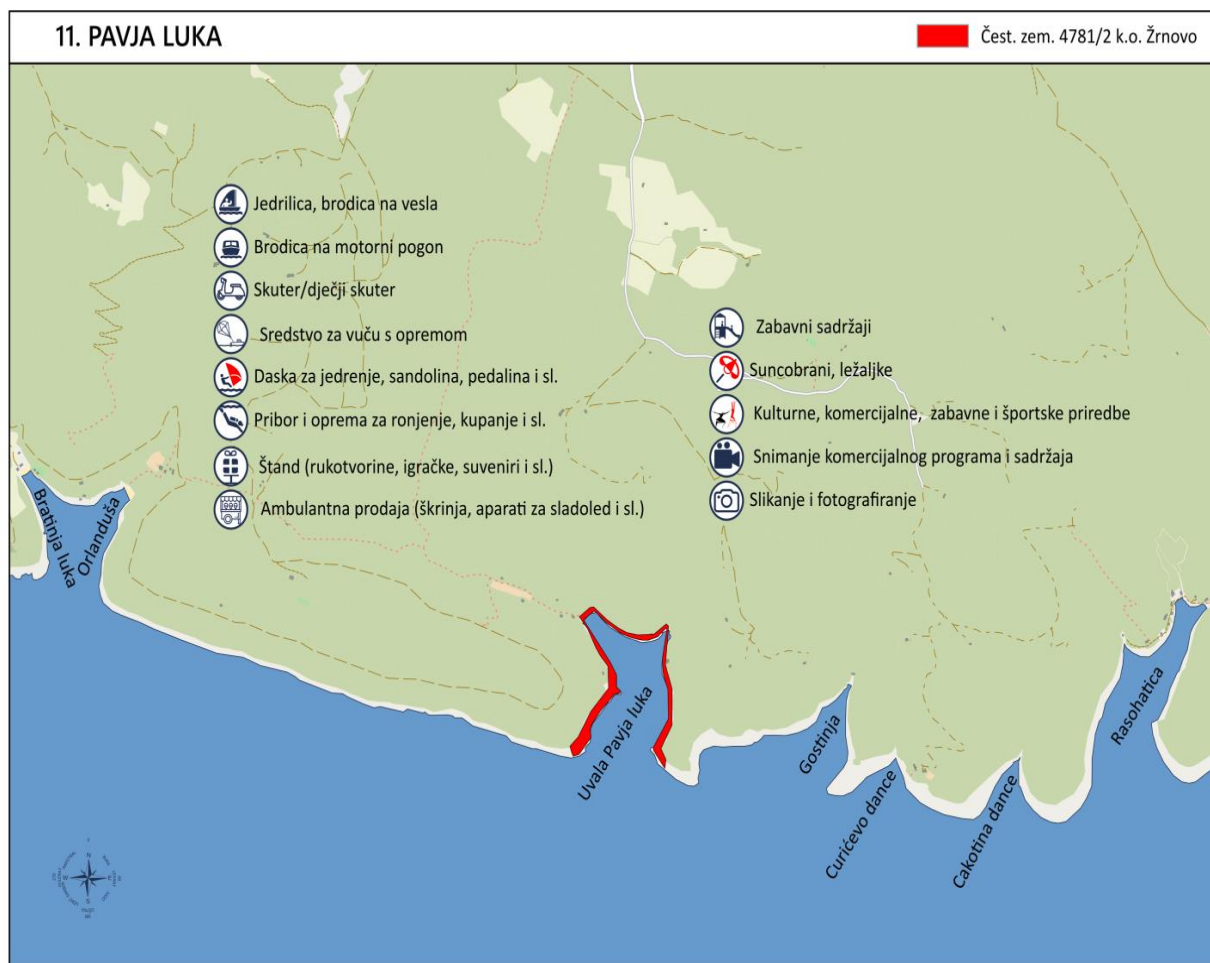 11. PAVJA LUKA
Čest. zem. 4781/2 k.o. Žrnovo
Jedrilica, brodica na vesla
Brodica na motorni pogon
Skuter/dječji skuter
Sredstvo za vuču s opremom
Daska za jedrenje, sandolina, pedalina i sl.
Pribor i oprema za ronjenje, kupanje i sl.
Štand (rukotvorine, igračke, suveniri i sl.)
Ambulantna prodaja (škrinja, aparati za sladoled i sl.)
Zabavni sadržaji
Suncobrani, ležaljke
Kulturne, komercijalne, zabavne i športske priredbe
Snimanje komercijalnog programa i sadržaja
Slikanje i fotografiranje
Bratinja luka
Orlanduša
Uvala Pavja luka
Gostinja
Curićevo dance
Cakotina dance
Rasohatica
N
W
E
S